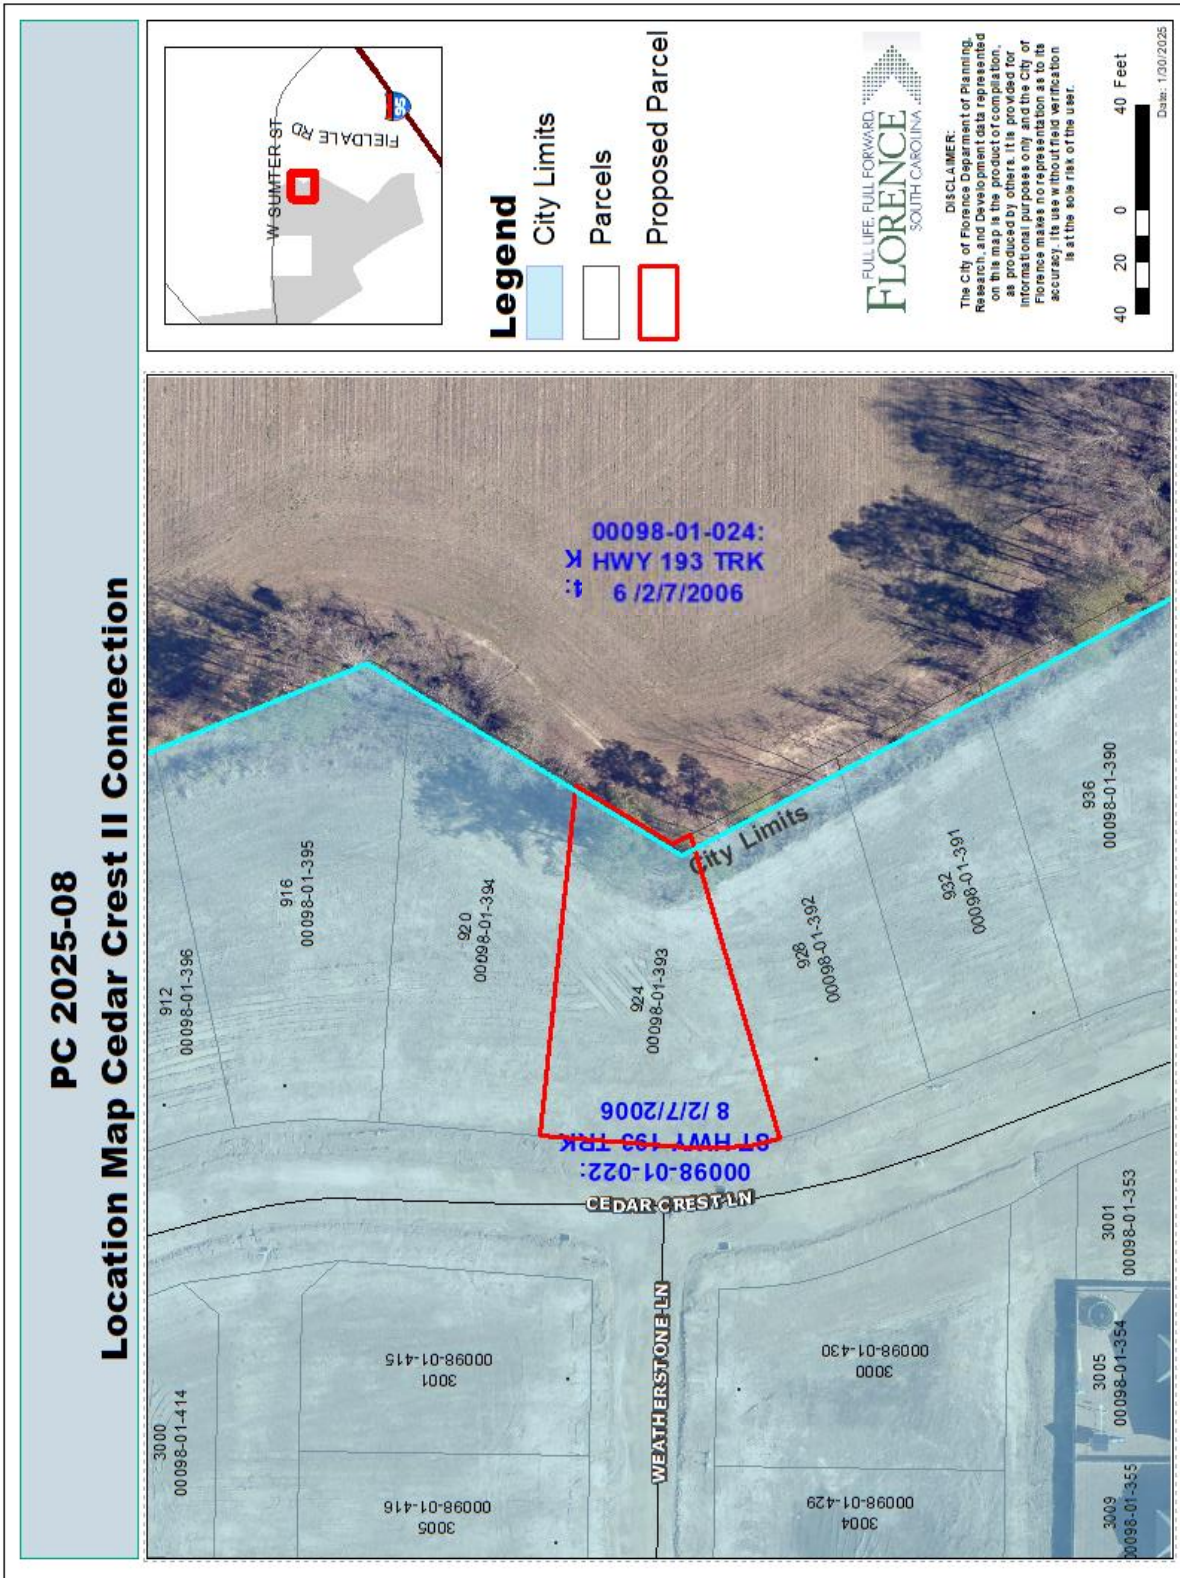 PC 2025-08
Location Map Cedar Crest II Connection
912
00098-01-396
916
00098-01-395
920
00098-01-394
924
00098-01-393
928
00098-01-392
932
00098-01-391
936
00098-01-390
City Limits
00098-01-024:
HWY 193 TRK
6 /2/7/2006
K
4:
00098-01-022:
ST HWY 193 TRK
8 /2/7/2006
CEDAR CREST LN
WEATHERSTONE LN
3000
00098-01-414
3001
00098-01-415
3005
00098-01-416
3000
00098-01-430
3004
00098-01-429
3001
00098-01-353
3005
00098-01-354
3009
00098-01-355
W SUMTER ST
FIELDALE RD
95
Legend
City Limits
Parcels
Proposed Parcel
FULL LIFE. FULL FORWARD.
FLORENCE
SOUTH CAROLINA
DISCLAIMER:
The City of Florence Deparment of Planning,
Research, and Development data represented
on this map is the product of compilation,
as produced by others. It is provided for
informational purposes only and the City of
Florence makes no representation as to its
accuracy. Its use without field verification
is at the sole risk of the user.
40 20 0 40 Feet
Date: 1/30/2025